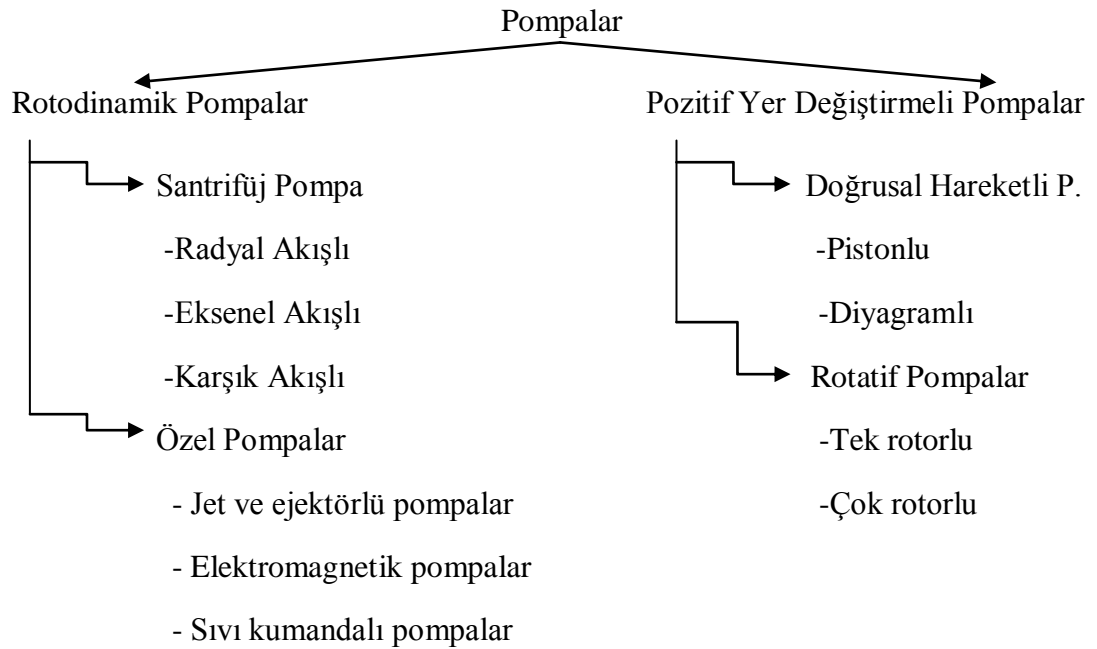 Pompalar
Rotodinamik Pompalar
Santrifüj Pompa
-Radyal Akışlı
-Eksenel Akışlı
-Karşık Akışlı
Özel Pompalar
- Jet ve ejektörlü pompalar
- Elektromagnetik pompalar
- Sıvı kumandalı pompalar
Pozitif Yer Değiştirmeli Pompalar
Doğrusal Hareketli P.
-Pistonlu
-Diyagramlı
Rotatif Pompalar
-Tek rotorlu
-Çok rotorlu